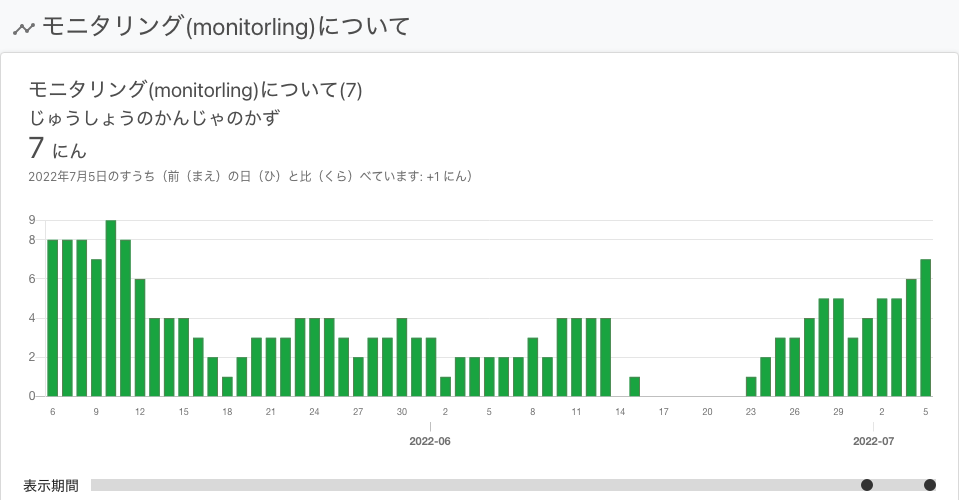 モニタリング(monitorling)について
モニタリング(monitorling)について(7)
じゅうしょうのかんじゃのかず
7 にん
2022年7月5日のすうち（前（まえ）の日（ひ）と比（くら）べています: +1 にん）
9
8
6
4
2
0
6 9 12 15 18 21 24 27 30 2 5 8 11 14 17 20 23 26 29 2 5
2022-06 2022-07
表示期間